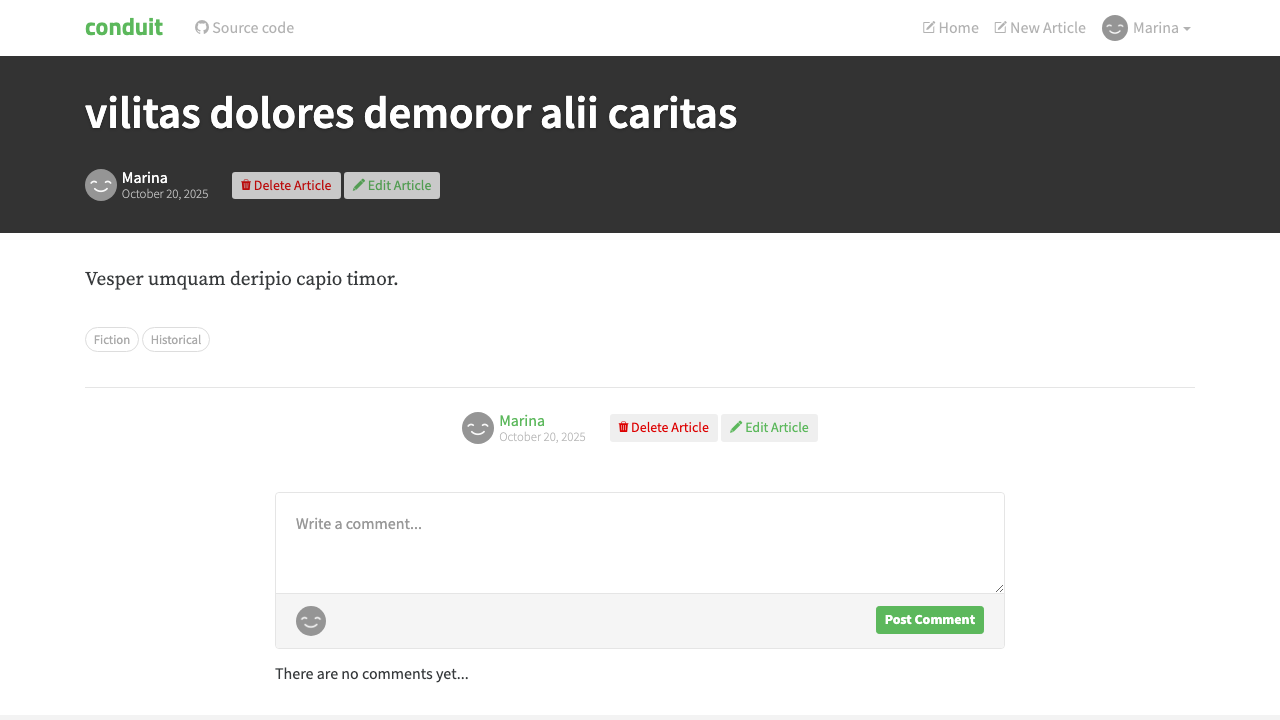 conduit Source code Home New Article Marina
vilitas dolores demoror alii caritas
Marina
October 20, 2025
Delete Article Edit Article
Vesper umquam deripio capio timor.
Fiction Historical
Marina
October 20, 2025
Delete Article Edit Article
Write a comment...
Post Comment
There are no comments yet...